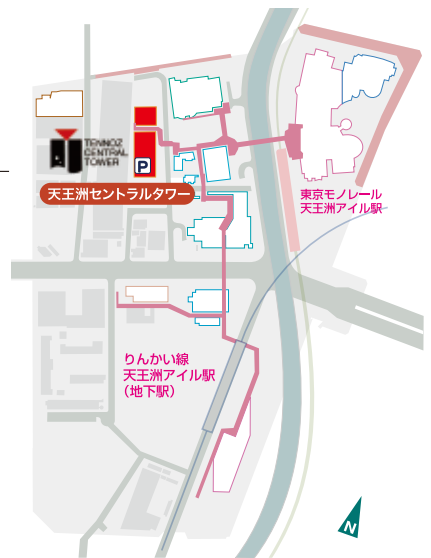 TENNOZ
CENTRAL
TOWER
P
天王洲セントラルタワー
東京モノレール
天王洲アイル駅
りんかい線
天王洲アイル駅
（地下駅）
N